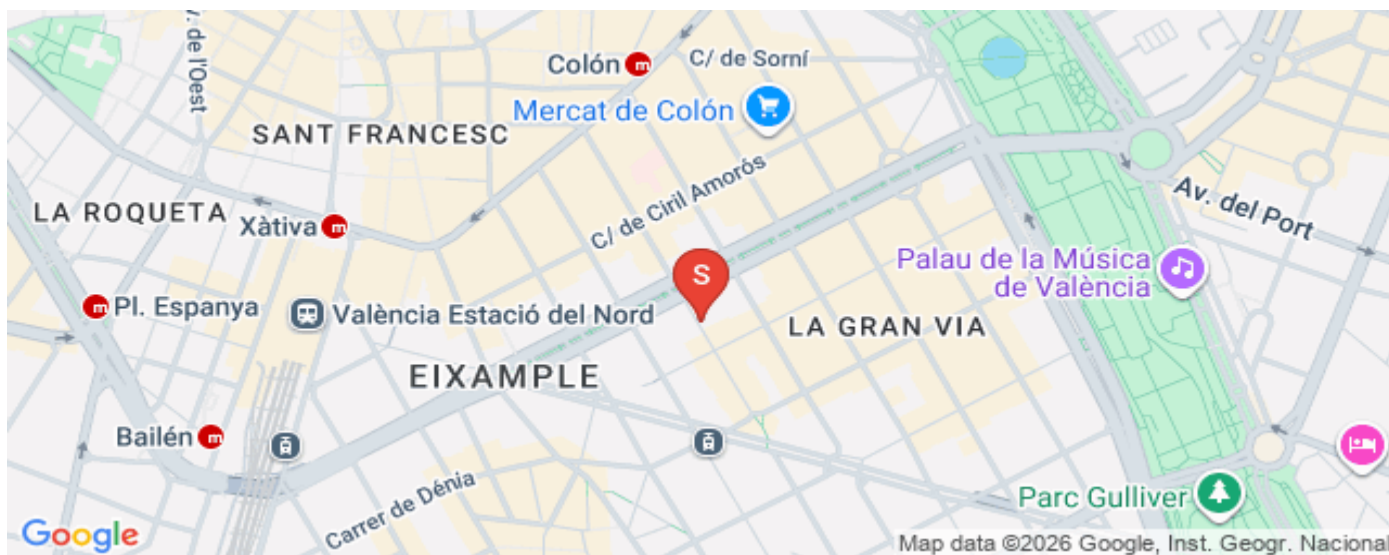 Av. de l'Oest
Colón
C/ de Sorní
Mercat de Colón
SANT FRANCESC
C/ de Ciril Amorós
LA ROQUETA
Xàtiva
Av. del Port
S
Palau de la Música
de València
Pl. Espanya
València Estació del Nord
LA GRAN VIA
EIXAMPLE
Bailén
Carrer de Dénia
Parc Gulliver
Google
Map data ©2026 Google, Inst. Geogr. Nacional